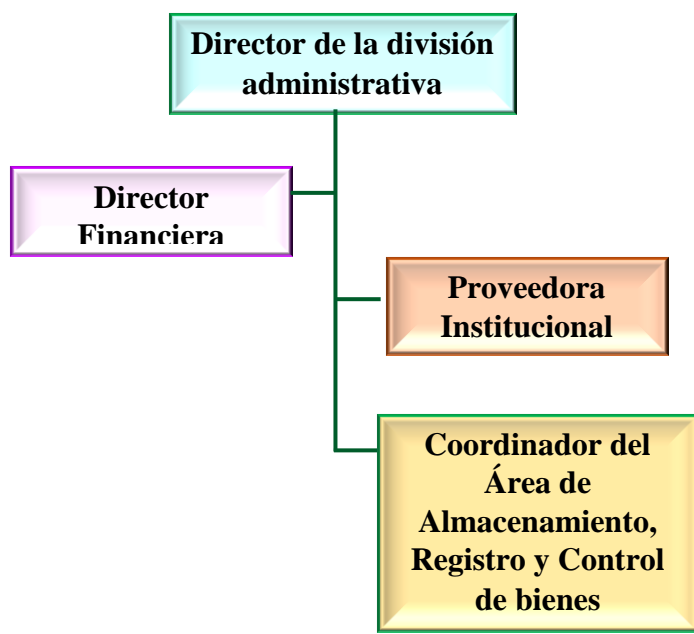 Director de la división
administrativa
Director
Financiera
Proveedora
Institucional
Coordinador del
Área de
Almacenamiento,
Registro y Control
de bienes